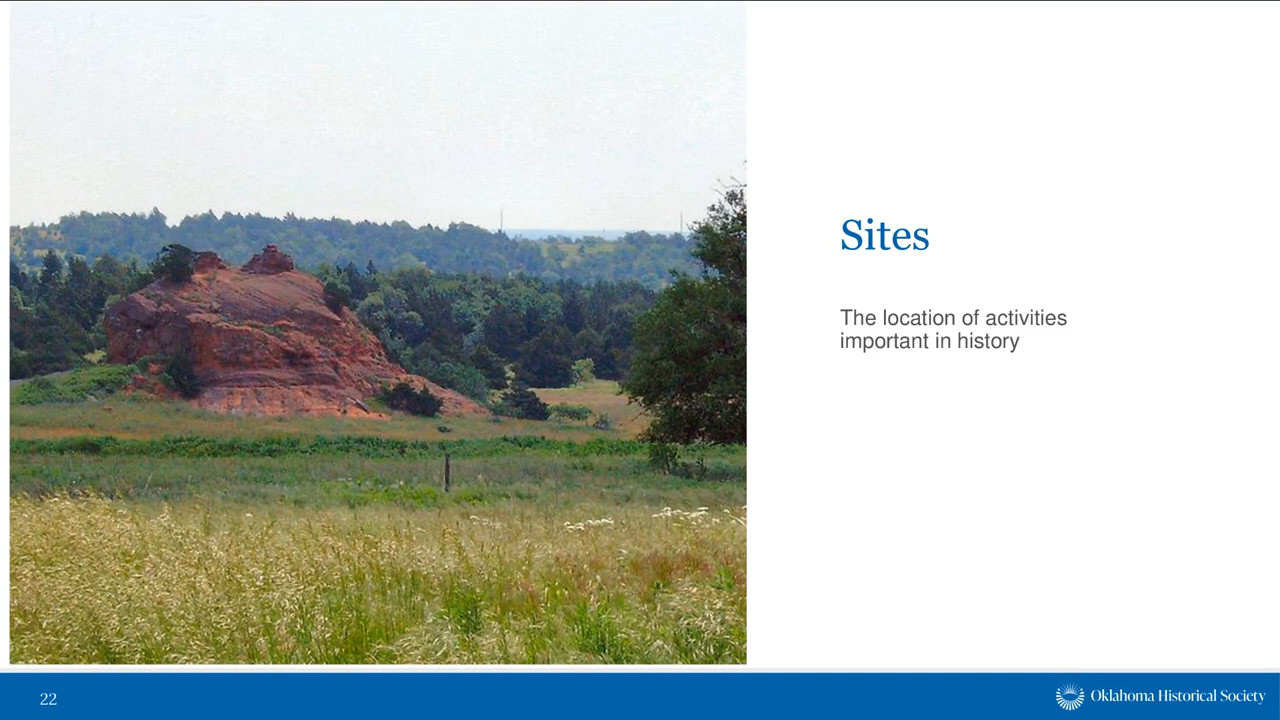 Sites
The location of activities
important in history
22
Oklahoma Historical Society